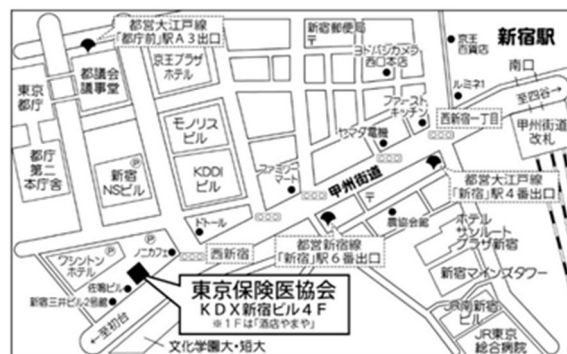 都営大江戸線
「都庁前」駅A3出口
新宿郵便局
〒
ヨドバシカメラ
西口本店
京王
百貨店
新宿駅
南口
ルミネ1
至四谷
東京
都庁
都議会
議事堂
京王プラザ
ホテル
ファースト
キッチン
西新宿一丁目
甲州街道
改札
モノリス
ビル
ヤマダ電機
都庁
第二
本庁舎
P
新宿
NSビル
KDDI
ビル
ファミリー
マート
甲州街道
〒
都営大江戸線
「新宿」駅4番出口
ドトール
農協会館
ホテル
サンルート
プラザ新宿
P
ワシントン
ホテル
P
ノニカフェ
西新宿
都営新宿線
「新宿」駅6番出口
新宿マインズタワー
佐鳴ビル
新宿三井ビル2号館
東京保険医協会
KDX新宿ビル4F
※1Fは「酒店やまや」
JR南新宿
ビル
至初台
文化学園大・短大
JR東京
総合病院